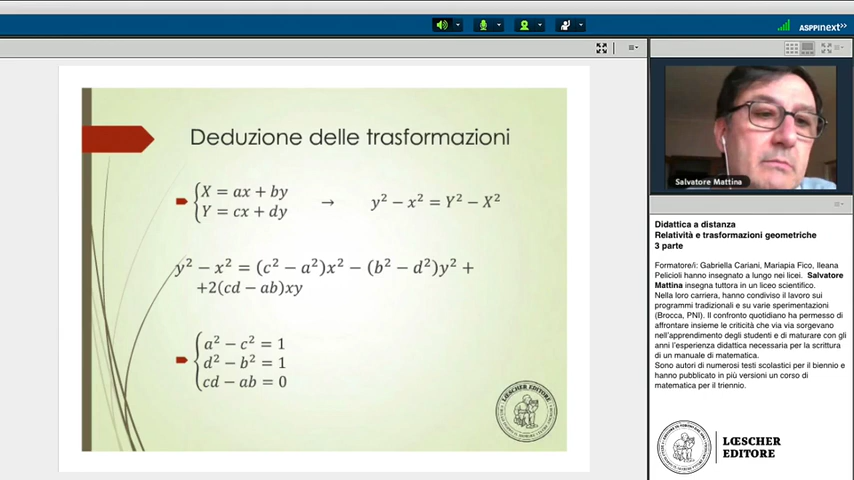 ASPPInext>>
Deduzione delle trasformazioni
{X = ax + by
{Y = cx + dy → y² − x² = Y² − X²
y² − x² = (c² − a²)x² − (b² − d²)y² +
+2(cd − ab)xy
{a² − c² = 1
{d² − b² = 1
{cd − ab = 0
LŒSCHER EDITORE
Salvatore Mattina
Didattica a distanza
Relatività e trasformazioni geometriche
3 parte
Formatore/i: Gabriella Cariani, Mariapia Fico, Ileana
Pelicioli hanno insegnato a lungo nei licei. Salvatore
Mattina insegna tuttora in un liceo scientifico.
Nella loro carriera, hanno condiviso il lavoro sui
programmi tradizionali e su varie sperimentazioni
(Brocca, PNI). Il confronto quotidiano ha permesso di
affrontare insieme le criticità che via via sorgevano
nell'apprendimento degli studenti e di maturare con gli
anni l'esperienza didattica necessaria per la scrittura
di un manuale di matematica.
Sono autori di numerosi testi scolastici per il biennio e
hanno pubblicato in più versioni un corso di
matematica per il triennio.
LŒSCHER
EDITORE